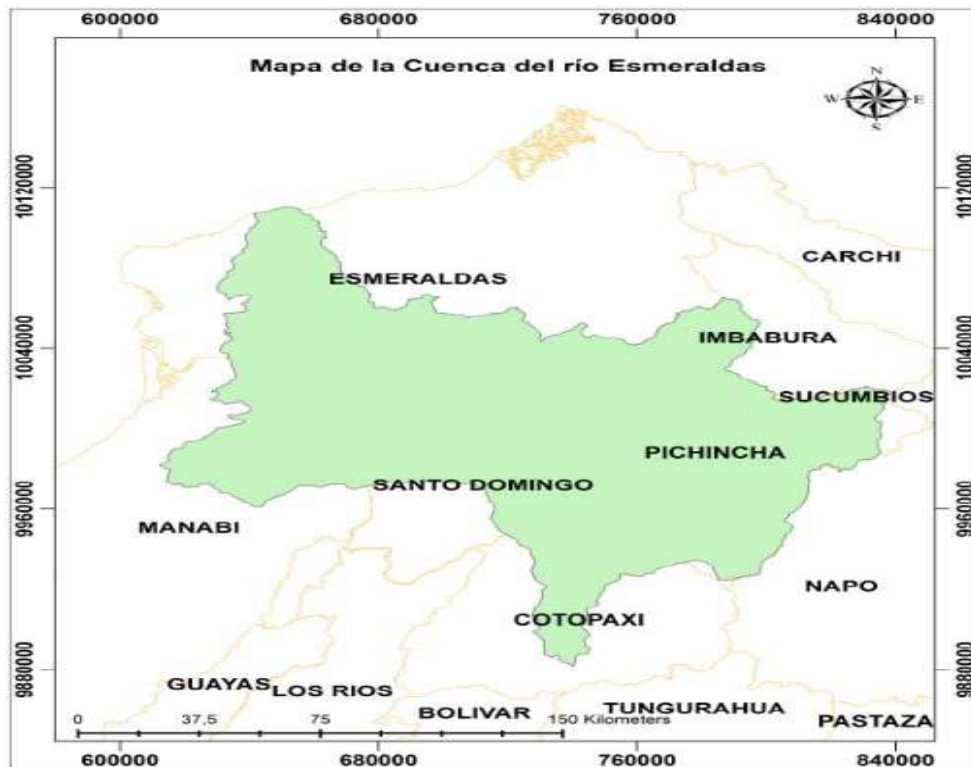 600000 680000 760000 840000
Mapa de la Cuenca del río Esmeraldas
N
W E
S
10120000 10120000
CARCHI
ESMERALDAS
IMBABURA
10040000 10040000
SUCUMBIOS
PICHINCHA
SANTO DOMINGO
9960000 9960000
MANABI
NAPO
COTOPAXI
9880000 9880000
GUAYAS LOS RIOS
TUNGURAHUA
BOLIVAR
PASTAZA
0 37,5 75 150 Kilometers
600000 680000 760000 840000